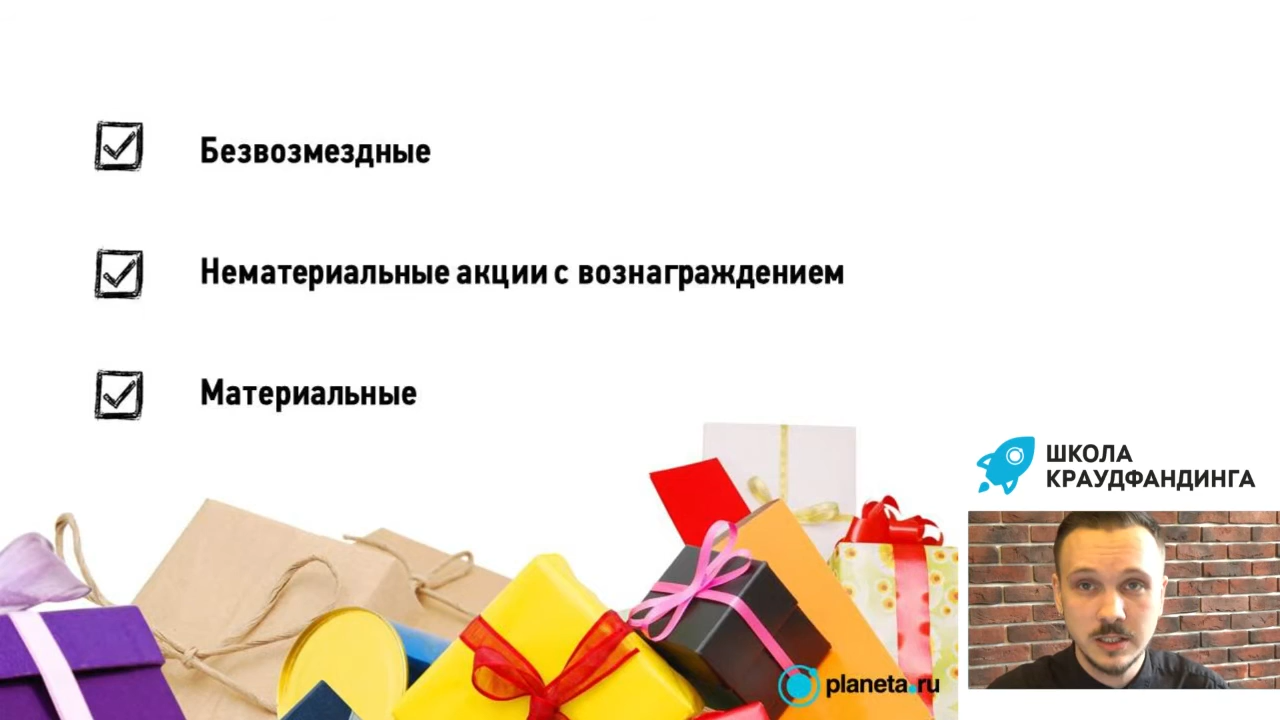 Безвозмездные
Нематериальные акции с вознаграждением
Материальные
ШКОЛА
КРАУДФАНДИНГА
planeta.ru